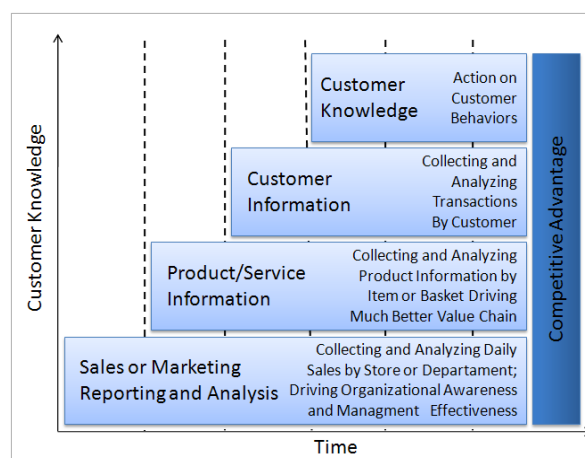 Customer Knowledge
Customer
Knowledge
Action on
Customer
Behaviors
Customer
Information
Collecting and
Analyzing
Transactions
By Customer
Product/Service
Information
Collecting and Analyzing
Product Information by
Item or Basket Driving
Much Better Value Chain
Sales or Marketing
Reporting and Analysis
Collecting and Analyzing Daily
Sales by Store or Departament;
Driving Organizational Awareness
and Managment Effectiveness
Competitive Advantage
Time